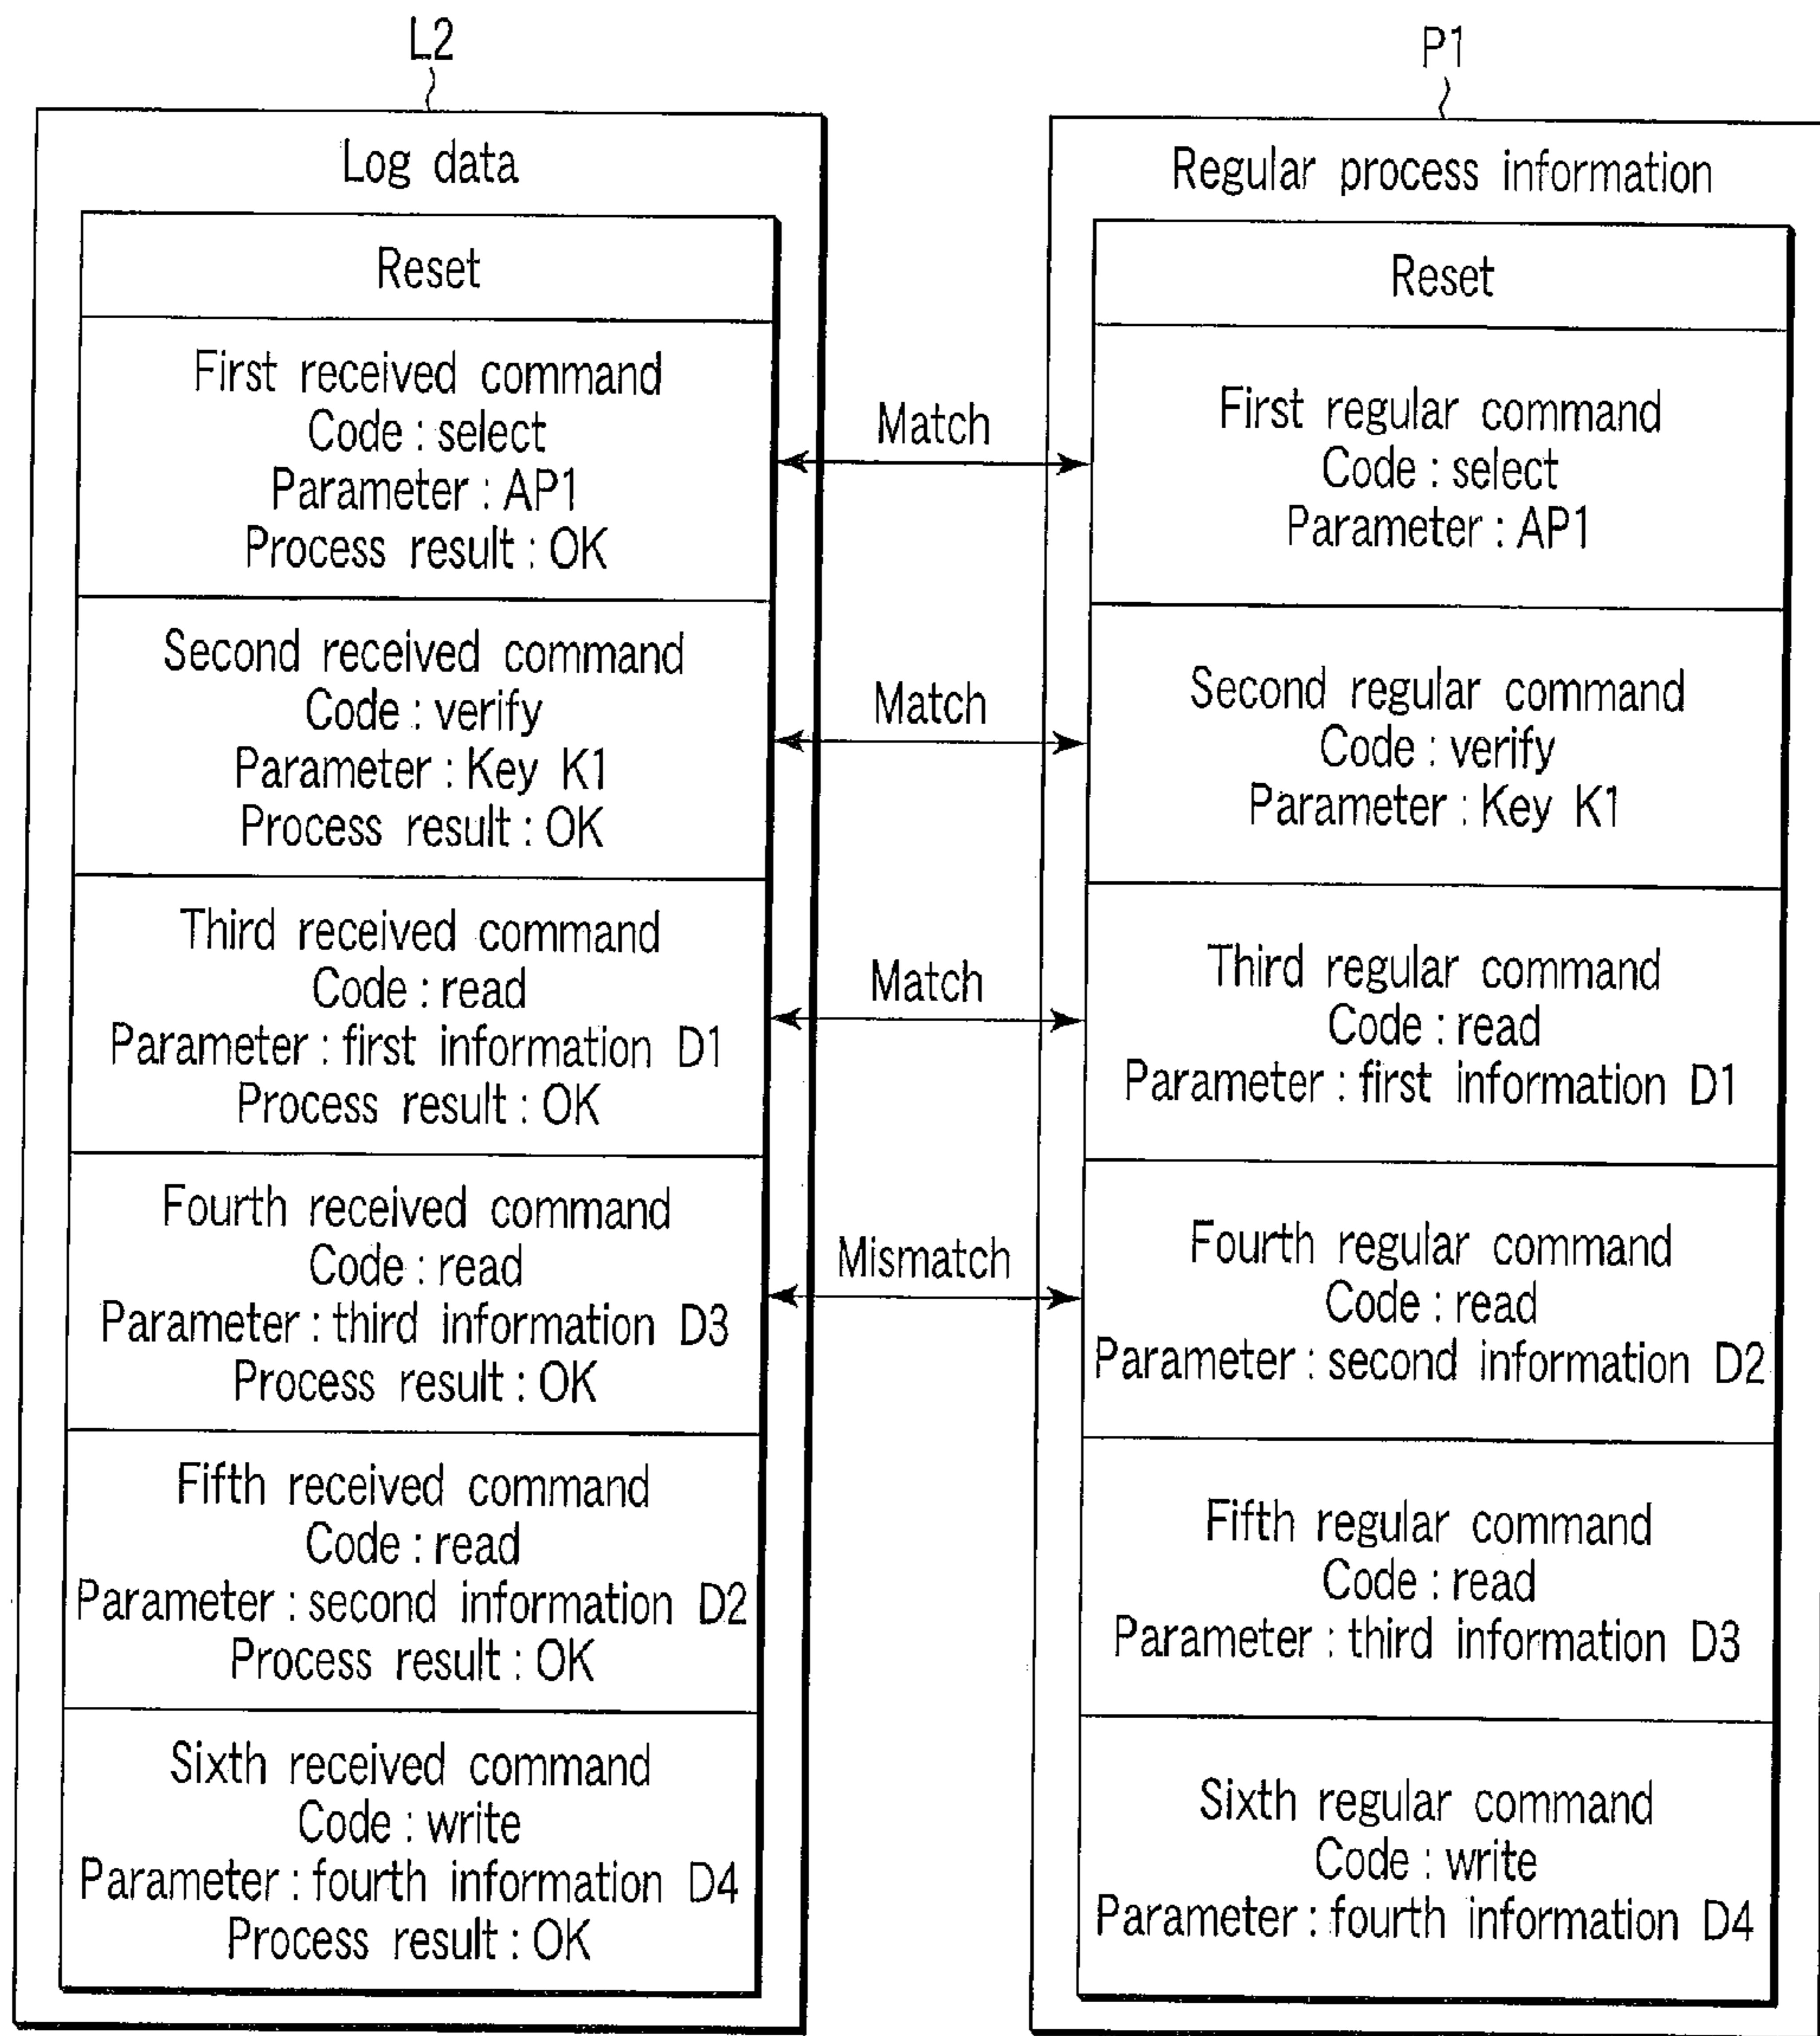 L2
Log data
Reset
First received command
Code : select
Parameter : AP1
Process result : OK
Second received command
Code : verify
Parameter : Key K1
Process result : OK
Third received command
Code : read
Parameter : first information D1
Process result : OK
Fourth received command
Code : read
Parameter : third information D3
Process result : OK
Fifth received command
Code : read
Parameter : second information D2
Process result : OK
Sixth received command
Code : write
Parameter : fourth information D4
Process result : OK
Match
Match
Match
Mismatch
P1
Regular process information
Reset
First regular command
Code : select
Parameter : AP1
Second regular command
Code : verify
Parameter : Key K1
Third regular command
Code : read
Parameter : first information D1
Fourth regular command
Code : read
Parameter : second information D2
Fifth regular command
Code : read
Parameter : third information D3
Sixth regular command
Code : write
Parameter : fourth information D4